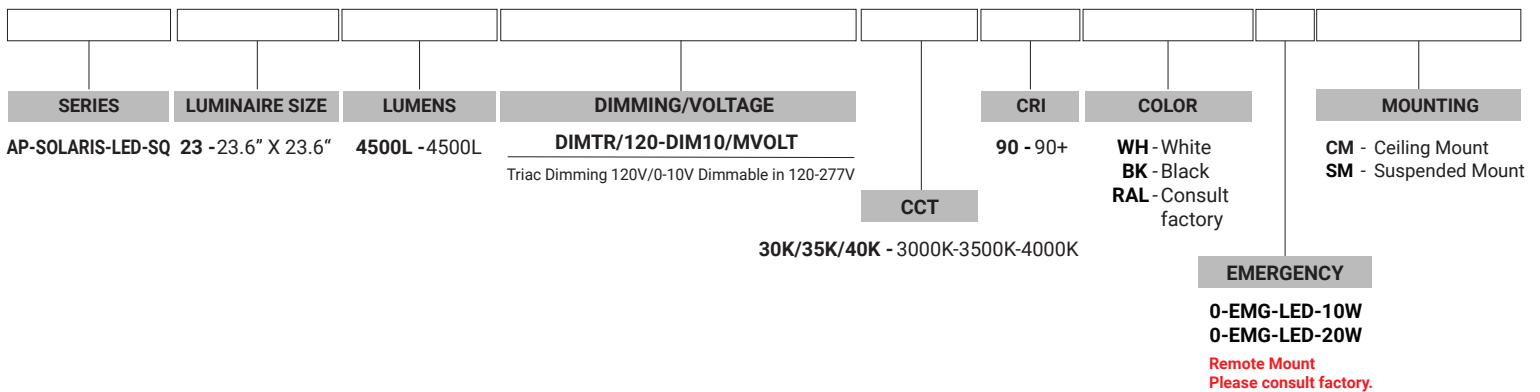 SERIES
AP-SOLARIS-LED-SQ
LUMINAIRE SIZE
23 -23.6” X 23.6“
LUMENS
4500L -4500L
DIMMING/VOLTAGE
DIMTR/120-DIM10/MVOLT
Triac Dimming 120V/0-10V Dimmable in 120-277V
CCT
30K/35K/40K - 3000K-3500K-4000K
CRI
90 - 90+
COLOR
WH - White
BK - Black
RAL - Consult
factory
EMERGENCY
0-EMG-LED-10W
0-EMG-LED-20W
Remote Mount
Please consult factory.
MOUNTING
CM - Ceiling Mount
SM - Suspended Mount